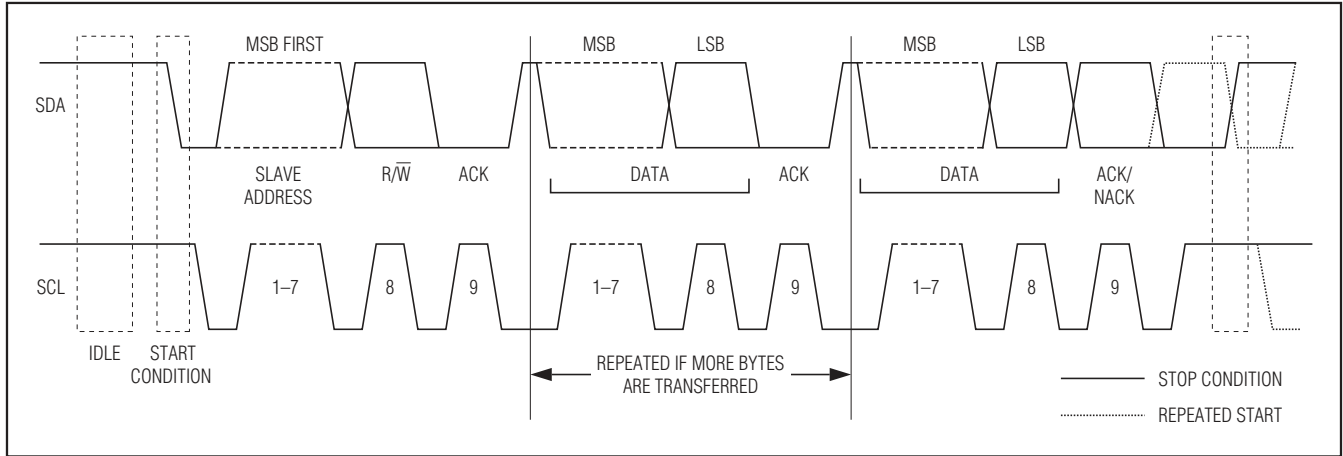 MSB FIRST
MSB
LSB
MSB
LSB
SDA
SLAVE
ADDRESS
R/W̅
ACK
DATA
ACK
DATA
ACK/
NACK
SCL
1–7
8
9
1–7
8
9
1–7
8
9
IDLE
START
CONDITION
REPEATED IF MORE BYTES
ARE TRANSFERRED
STOP CONDITION
REPEATED START